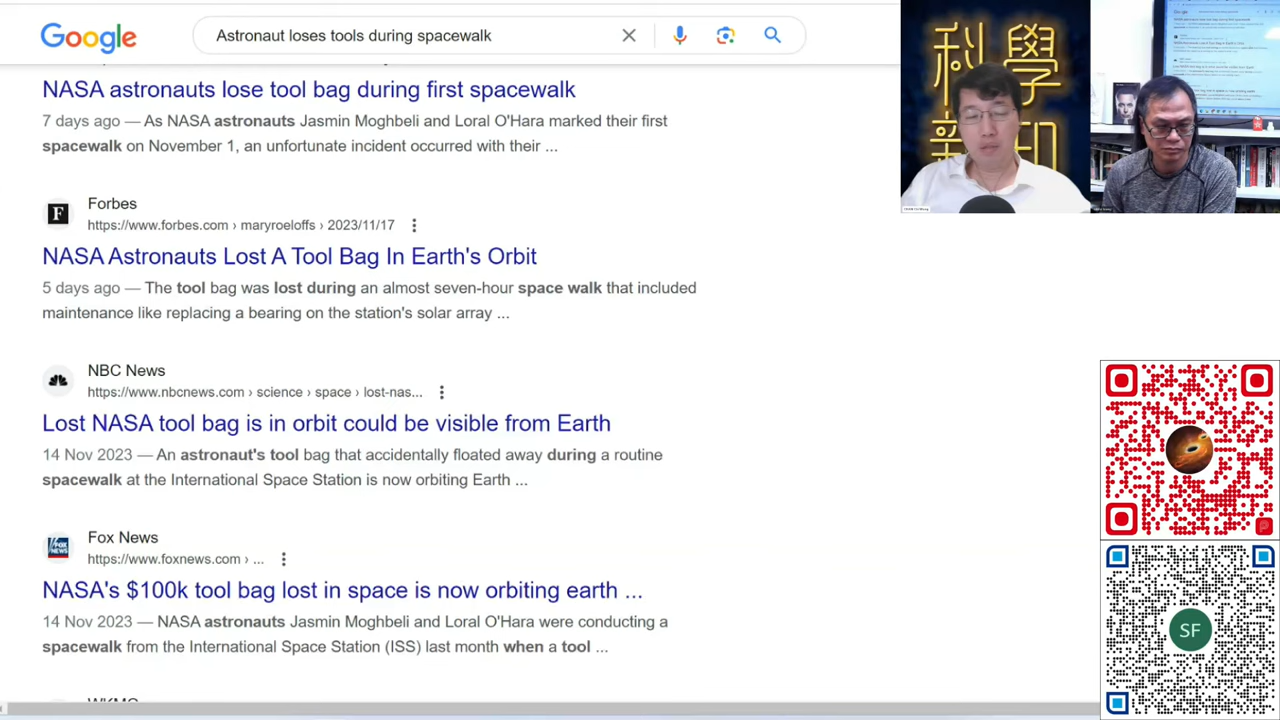 Google
Astronaut loses tools during spacewalk
NASA astronauts lose tool bag during first spacewalk
7 days ago — As NASA astronauts Jasmin Moghbeli and Loral O'Hara marked their first
spacewalk on November 1, an unfortunate incident occurred with their ...
Forbes
https://www.forbes.com › maryroeloffs › 2023/11/17
NASA Astronauts Lost A Tool Bag In Earth's Orbit
5 days ago — The tool bag was lost during an almost seven-hour space walk that included
maintenance like replacing a bearing on the station's solar array ...
NBC News
https://www.nbcnews.com › science › space › lost-nas...
Lost NASA tool bag is in orbit could be visible from Earth
14 Nov 2023 — An astronaut's tool bag that accidentally floated away during a routine
spacewalk at the International Space Station is now orbiting Earth ...
Fox News
https://www.foxnews.com › ...
NASA's $100k tool bag lost in space is now orbiting earth ...
14 Nov 2023 — NASA astronauts Jasmin Moghbeli and Loral O'Hara were conducting a
spacewalk from the International Space Station (ISS) last month when a tool ...
科學
SF